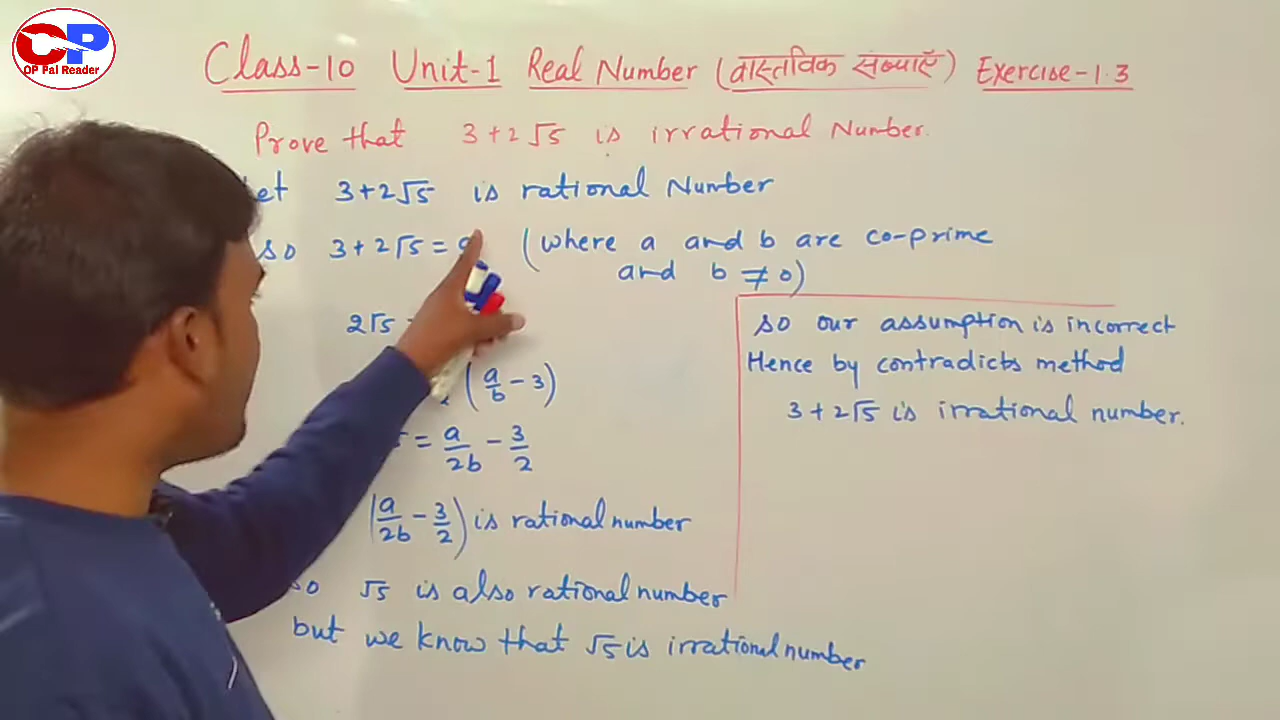 OP
OP Pal Reader
Class-10 Unit-1 Real Number (वास्तविक संख्याएँ) Exercise-1.3
Prove that 3+2√5 is irrational Number.
3+2√5 is rational Number
so 3+2√5 = (where a and b are co-prime
and b ≠ 0)
2√5
(a/b - 3)
= a/2b - 3/2
(a/2b - 3/2) is rational number
so √5 is also rational number
but we know that √5 is irrational number
so our assumption is incorrect
Hence by contradicts method
3+2√5 is irrational number.